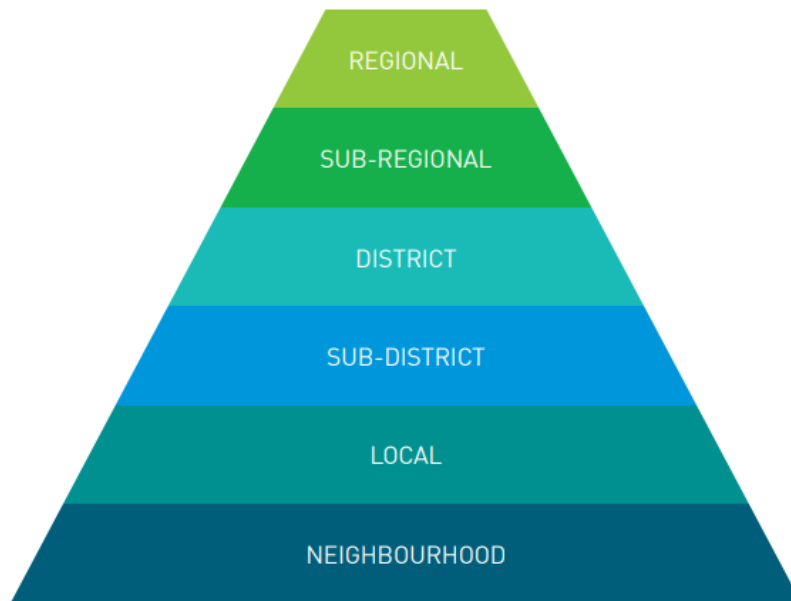 REGIONAL
SUB-REGIONAL
DISTRICT
SUB-DISTRICT
LOCAL
NEIGHBOURHOOD